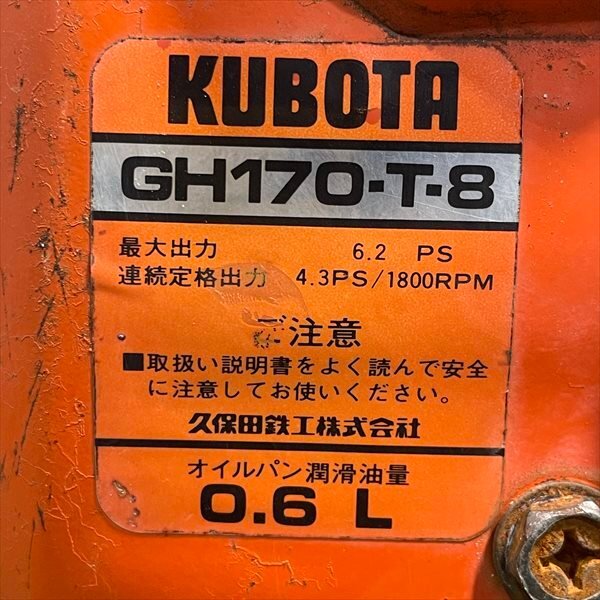 KUBOTA
GH170-T-8
最大出力 6.2 PS
連続定格出力 4.3PS/1800RPM
ご注意
■取扱い説明書をよく読んで安全
に注意してお使いください。
久保田鉄工株式会社
オイルパン潤滑油量
0.6 L